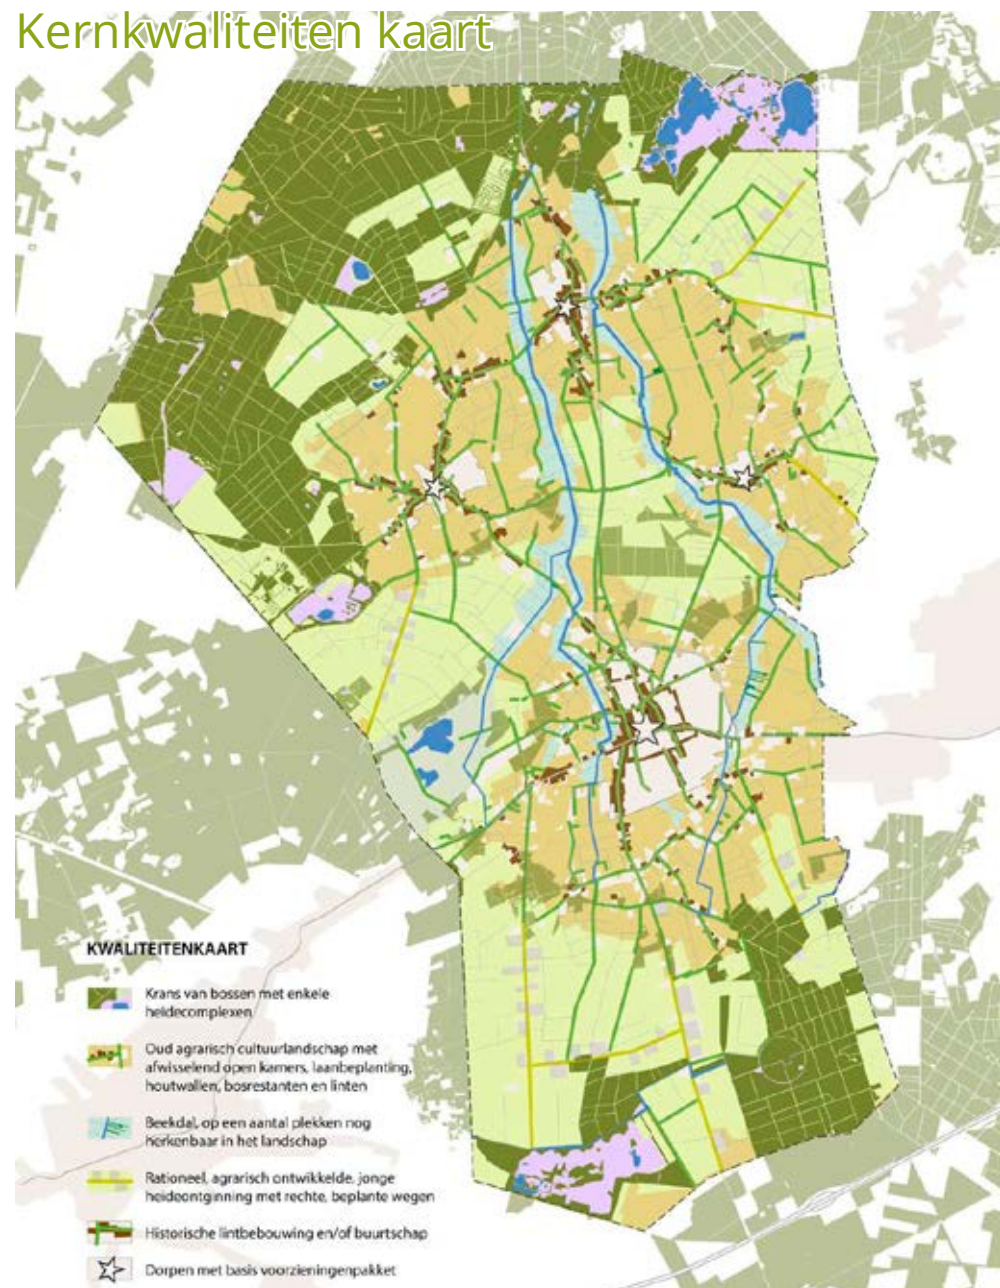 Kernkwaliteiten kaart
KWALITEITENKAART
Krans van bossen met enkele
heidecomplexen
Oud agrarisch cultuurlandschap met
afwisselend open kamers, laanbeplanting,
houtwallen, bosrestanten en linten
Beekdal, op een aantal plekken nog
herkenbaar in het landschap
Rationeel, agrarisch ontwikkelde, jonge
heideontginning met rechte, beplante wegen
Historische lintbebouwing en/of buurtschap
Dorpen met basis voorzieningenpakket